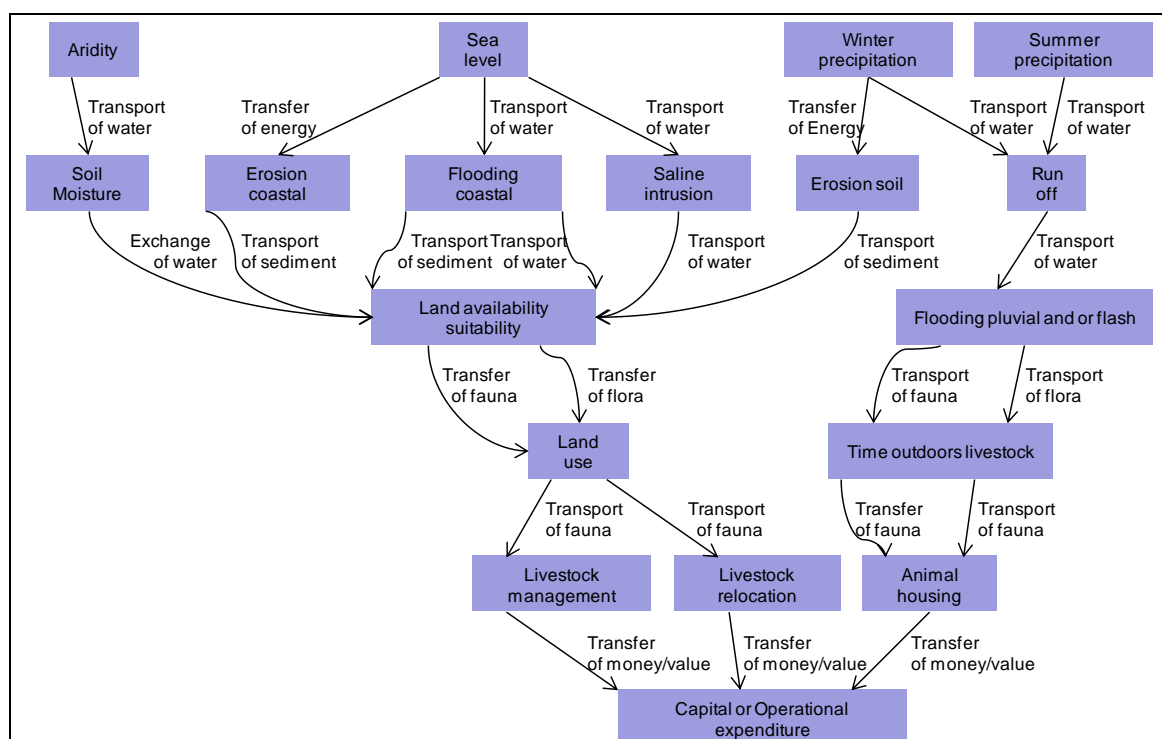 Aridity
Sea
level
Winter
precipitation
Summer
precipitation
Transport
of water
Transfer
of energy
Transport
of water
Transport
of water
Transfer
of Energy
Transport
of water
Transport
of water
Soil
Moisture
Erosion
coastal
Flooding
coastal
Saline
intrusion
Erosion soil
Run
off
Exchange
of water
Transport
of sediment
Transport
of sediment
Transport
of water
Transport
of water
Transport
of sediment
Transport
of water
Land availability
suitability
Flooding pluvial and or flash
Transfer
of fauna
Transfer
of flora
Transport
of fauna
Transport
of flora
Land
use
Time outdoors livestock
Transport
of fauna
Transport
of fauna
Transfer
of fauna
Transport
of fauna
Livestock
management
Livestock
relocation
Animal
housing
Transfer
of money/value
Transfer
of money/value
Transfer
of money/value
Capital or Operational
expenditure